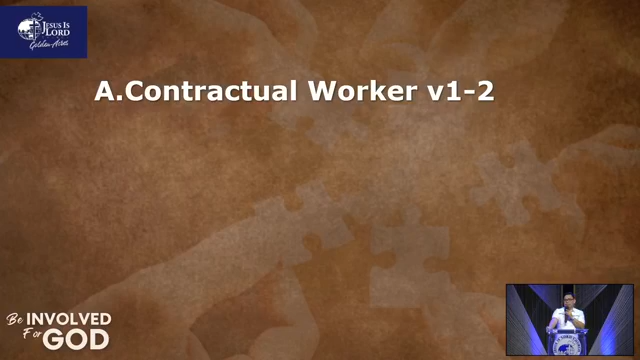 JESUS IS
LORD
Golden Acres
A.Contractual Worker v1-2
Be INVOLVED
For GOD